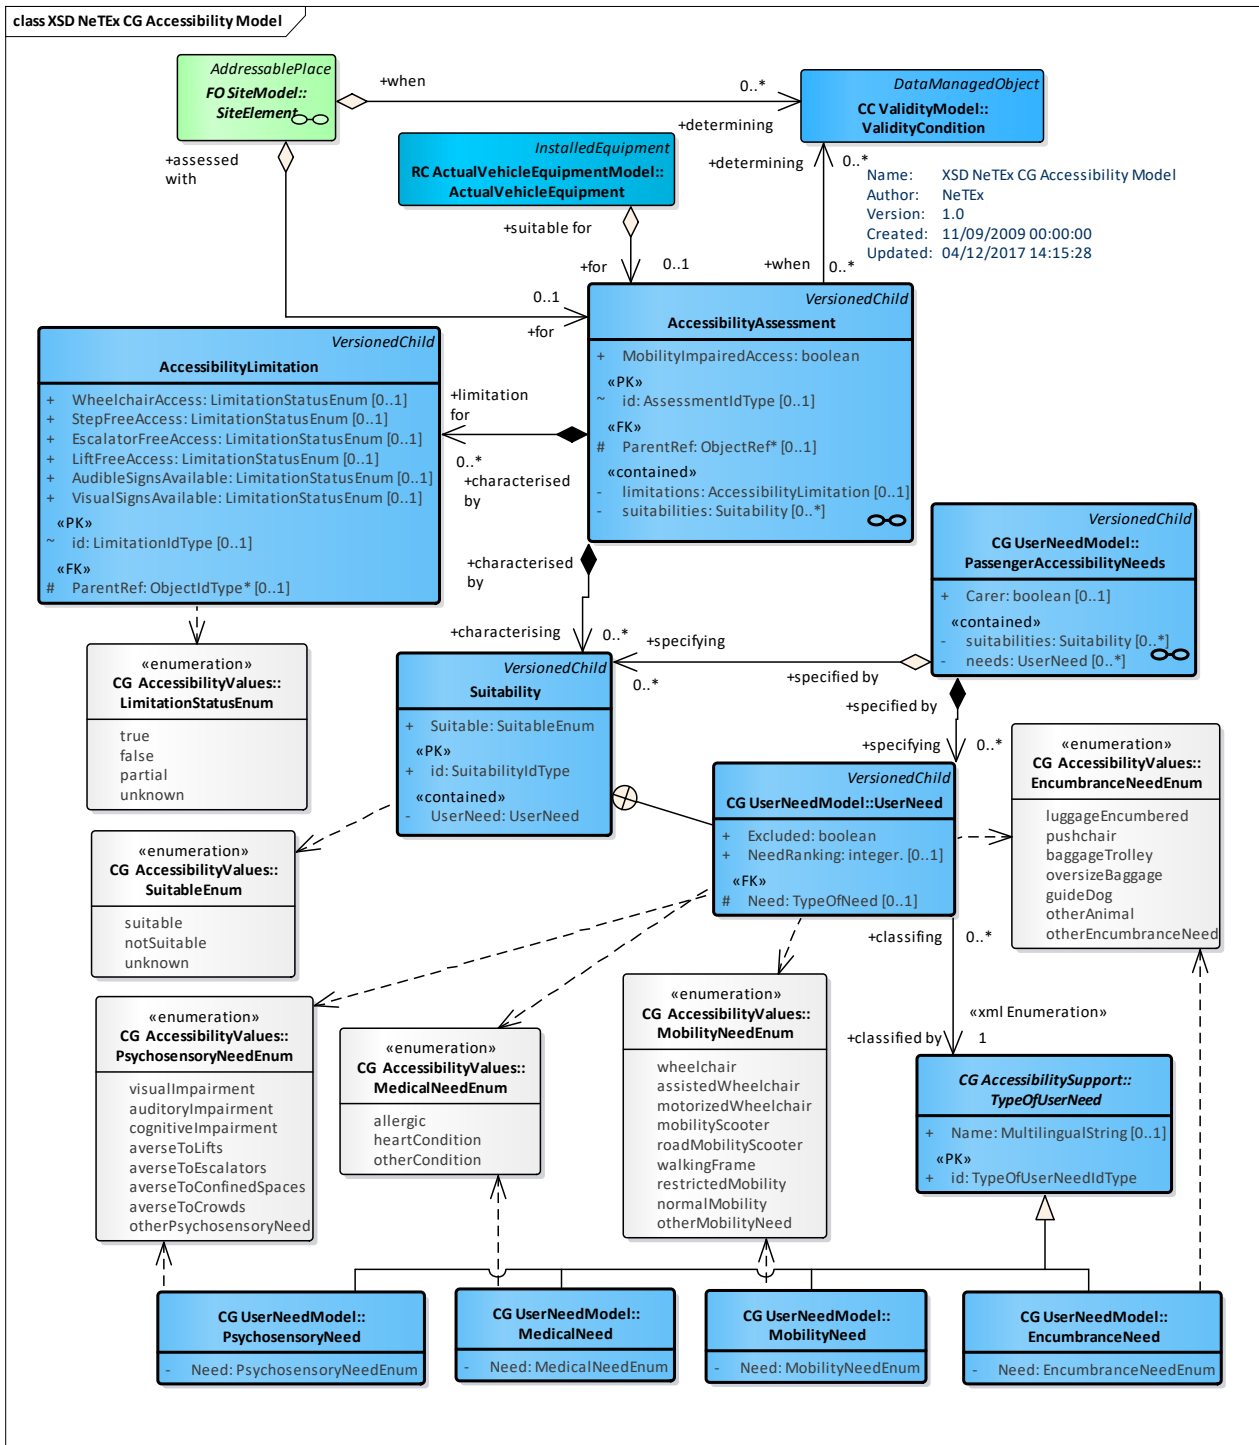 class XSD NeTEx CG Accessibility Model
AddressablePlace
FO SiteModel::
SiteElement
+when
0..*
DataManagedObject
CC ValidityModel::
ValidityCondition
+determining
+assessed
with
InstalledEquipment
RC ActualVehicleEquipmentModel::
ActualVehicleEquipment
+determining
0..*
Name: XSD NeTEx CG Accessibility Model
Author: NeTEx
Version: 1.0
Created: 11/09/2009 00:00:00
Updated: 04/12/2017 14:15:28
+suitable for
+for
0..1
+when
0..*
0..1
+for
VersionedChild
AccessibilityAssessment
+ MobilityImpairedAccess: boolean
«PK»
~ id: AssessmentIdType [0..1]
«FK»
# ParentRef: ObjectRef* [0..1]
«contained»
- limitations: AccessibilityLimitation [0..1]
- suitabilities: Suitability [0..*]
VersionedChild
AccessibilityLimitation
+ WheelchairAccess: LimitationStatusEnum [0..1]
+ StepFreeAccess: LimitationStatusEnum [0..1]
+ EscalatorFreeAccess: LimitationStatusEnum [0..1]
+ LiftFreeAccess: LimitationStatusEnum [0..1]
+ AudibleSignsAvailable: LimitationStatusEnum [0..1]
+ VisualSignsAvailable: LimitationStatusEnum [0..1]
«PK»
~ id: LimitationIdType [0..1]
«FK»
# ParentRef: ObjectIdType* [0..1]
+limitation
for
0..*
+characterised
by
+characterised
by
+characterising
0..*
VersionedChild
CG UserNeedModel::
PassengerAccessibilityNeeds
+ Carer: boolean [0..1]
«contained»
- suitabilities: Suitability [0..*]
- needs: UserNeed [0..*]
+specifying
0..*
+specified by
+specified by
+specifying
0..*
«enumeration»
CG AccessibilityValues::
LimitationStatusEnum
true
false
partial
unknown
VersionedChild
Suitability
+ Suitable: SuitableEnum
«PK»
+ id: SuitabilityIdType
«contained»
- UserNeed: UserNeed
VersionedChild
CG UserNeedModel::UserNeed
+ Excluded: boolean
+ NeedRanking: integer. [0..1]
«FK»
# Need: TypeOfNeed [0..1]
«enumeration»
CG AccessibilityValues::
EncumbranceNeedEnum
luggageEncumbered
pushchair
baggageTrolley
oversizeBaggage
guideDog
otherAnimal
otherEncumbranceNeed
«enumeration»
CG AccessibilityValues::
SuitableEnum
suitable
notSuitable
unknown
+classifing
0..*
«xml Enumeration»
+classified by
1
«enumeration»
CG AccessibilityValues::
PsychosensoryNeedEnum
visualImpairment
auditoryImpairment
cognitiveImpairment
averseToLifts
averseToEscalators
averseToConfinedSpaces
averseToCrowds
otherPsychosensoryNeed
«enumeration»
CG AccessibilityValues::
MedicalNeedEnum
allergic
heartCondition
otherCondition
«enumeration»
CG AccessibilityValues::
MobilityNeedEnum
wheelchair
assistedWheelchair
motorizedWheelchair
mobilityScooter
roadMobilityScooter
walkingFrame
restrictedMobility
normalMobility
otherMobilityNeed
CG AccessibilitySupport::
TypeOfUserNeed
+ Name: MultilingualString [0..1]
«PK»
+ id: TypeOfUserNeedIdType
CG UserNeedModel::
PsychosensoryNeed
- Need: PsychosensoryNeedEnum
CG UserNeedModel::
MedicalNeed
- Need: MedicalNeedEnum
CG UserNeedModel::
MobilityNeed
- Need: MobilityNeedEnum
CG UserNeedModel::
EncumbranceNeed
- Need: EncumbranceNeedEnum